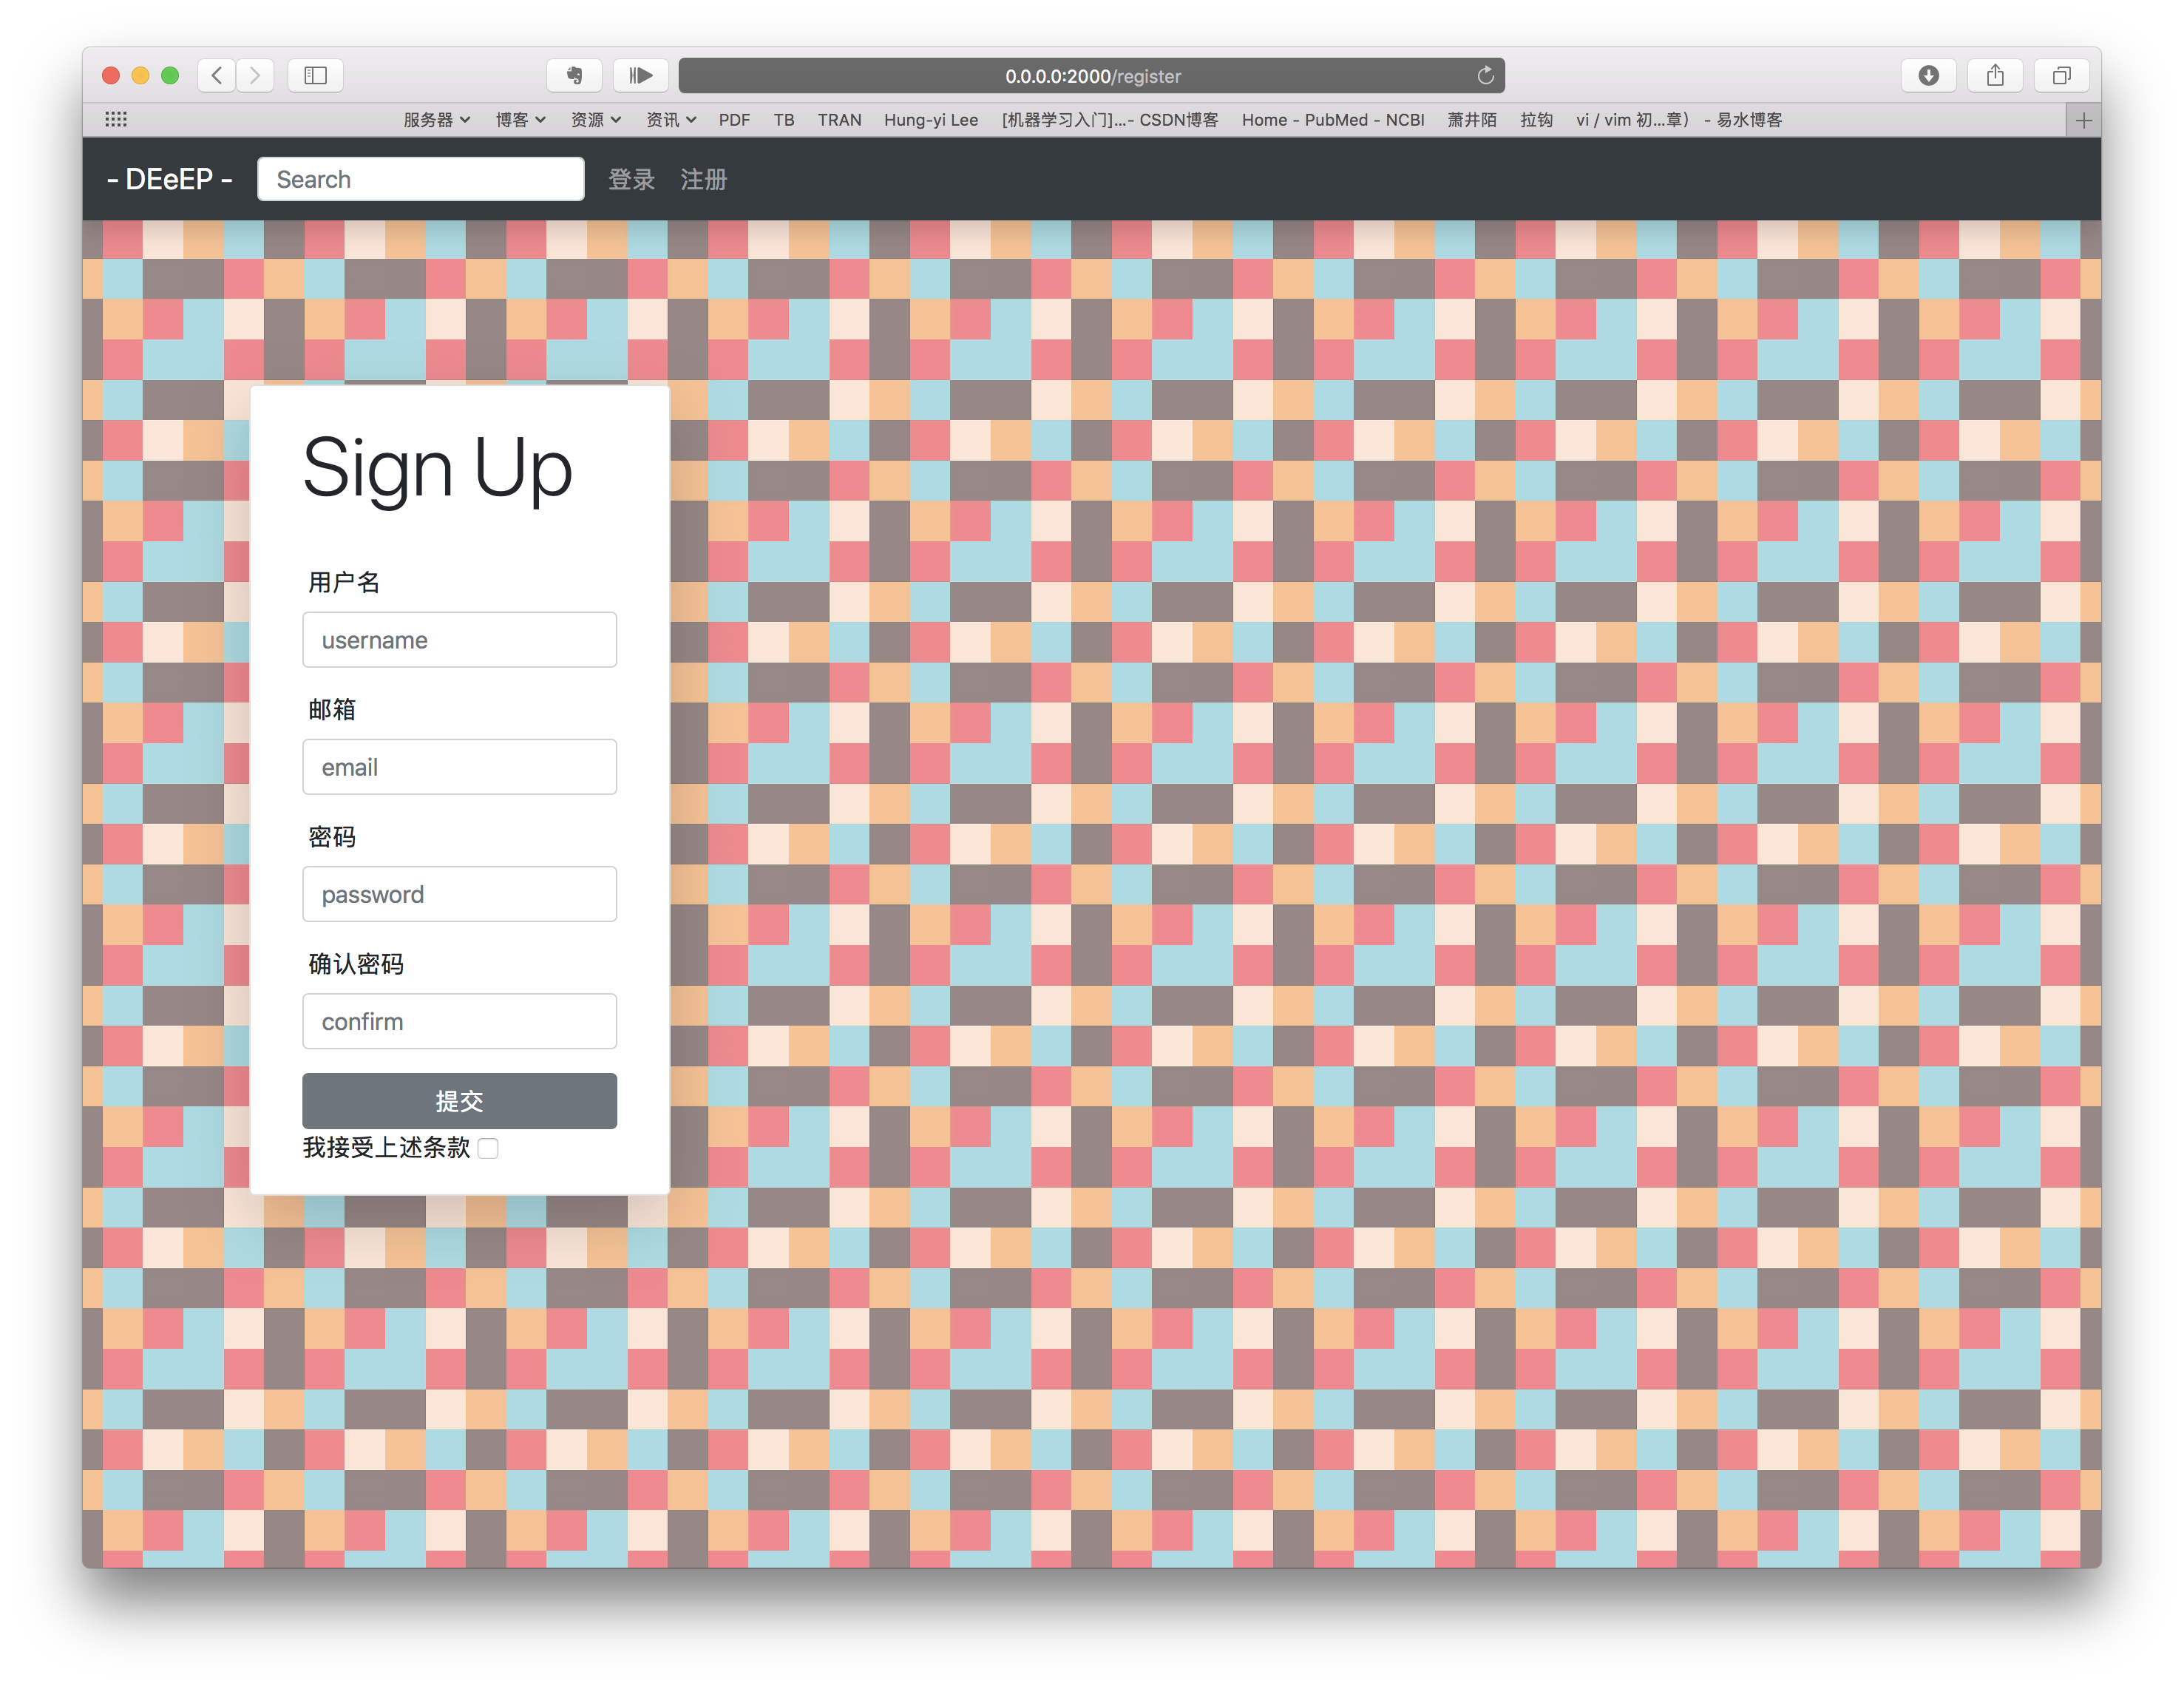 0.0.0.0:2000/register
服务器 博客 资源 资讯 PDF TB TRAN Hung-yi Lee [机器学习入门]...- CSDN博客 Home - PubMed - NCBI 萧井陌 拉钩 vi / vim 初...章） - 易水博客
- DEeEP - Search 登录 注册
Sign Up
用户名
username
邮箱
email
密码
password
确认密码
confirm
提交
我接受上述条款